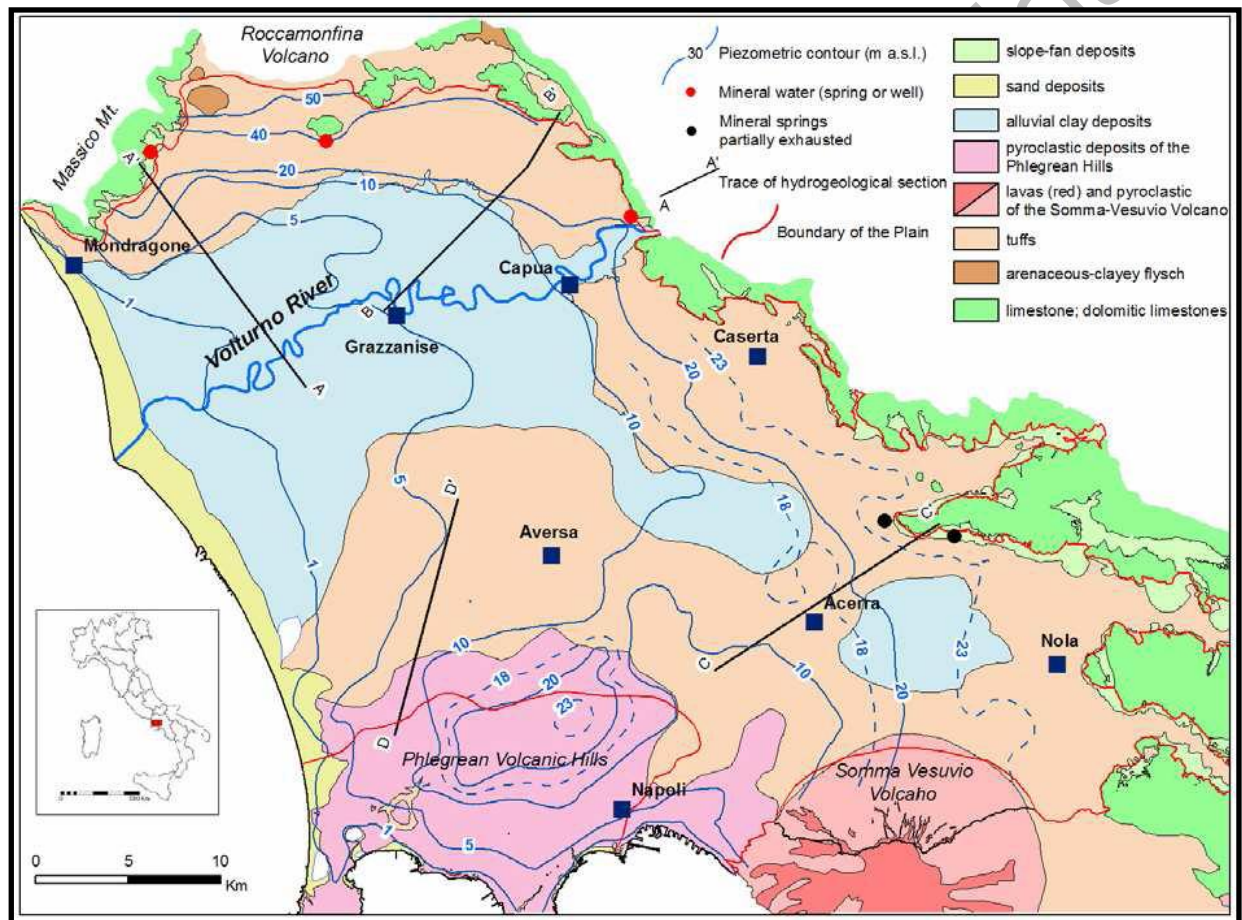 Roccamonfina
Volcano
Massico Mt.
A'
B'
50
40
20
10
5
1
Mondragone
Volturno River
Capua
B
Grazzanise
A
Caserta
23
20
10
18
5
D'
Aversa
1
C'
Acerra
Nola
C
18
23
20
10
10
18
20
23
D
Phlegrean Volcanic Hills
Napoli
Somma Vesuvio
Volcano
1
5
0 5 10
Km
30 Piezometric contour (m a.s.l.)
Mineral water (spring or well)
Mineral springs
partially exhausted
A'
Trace of hydrogeological section
A
Boundary of the Plain
slope-fan deposits
sand deposits
alluvial clay deposits
pyroclastic deposits of the
Phlegrean Hills
lavas (red) and pyroclastic
of the Somma-Vesuvio Volcano
tuffs
arenaceous-clayey flysch
limestone; dolomitic limestones